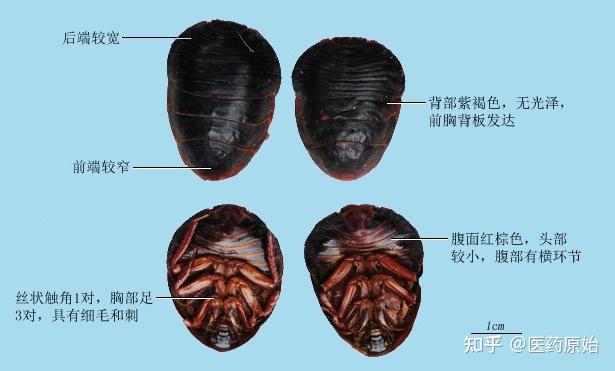 后端较宽
背部紫褐色，无光泽，
前胸背板发达
前端较窄
腹面红棕色，头部
较小，腹部有横环节
丝状触角1对，胸部足
3对，具有细毛和刺
1cm
知乎 @医药原始